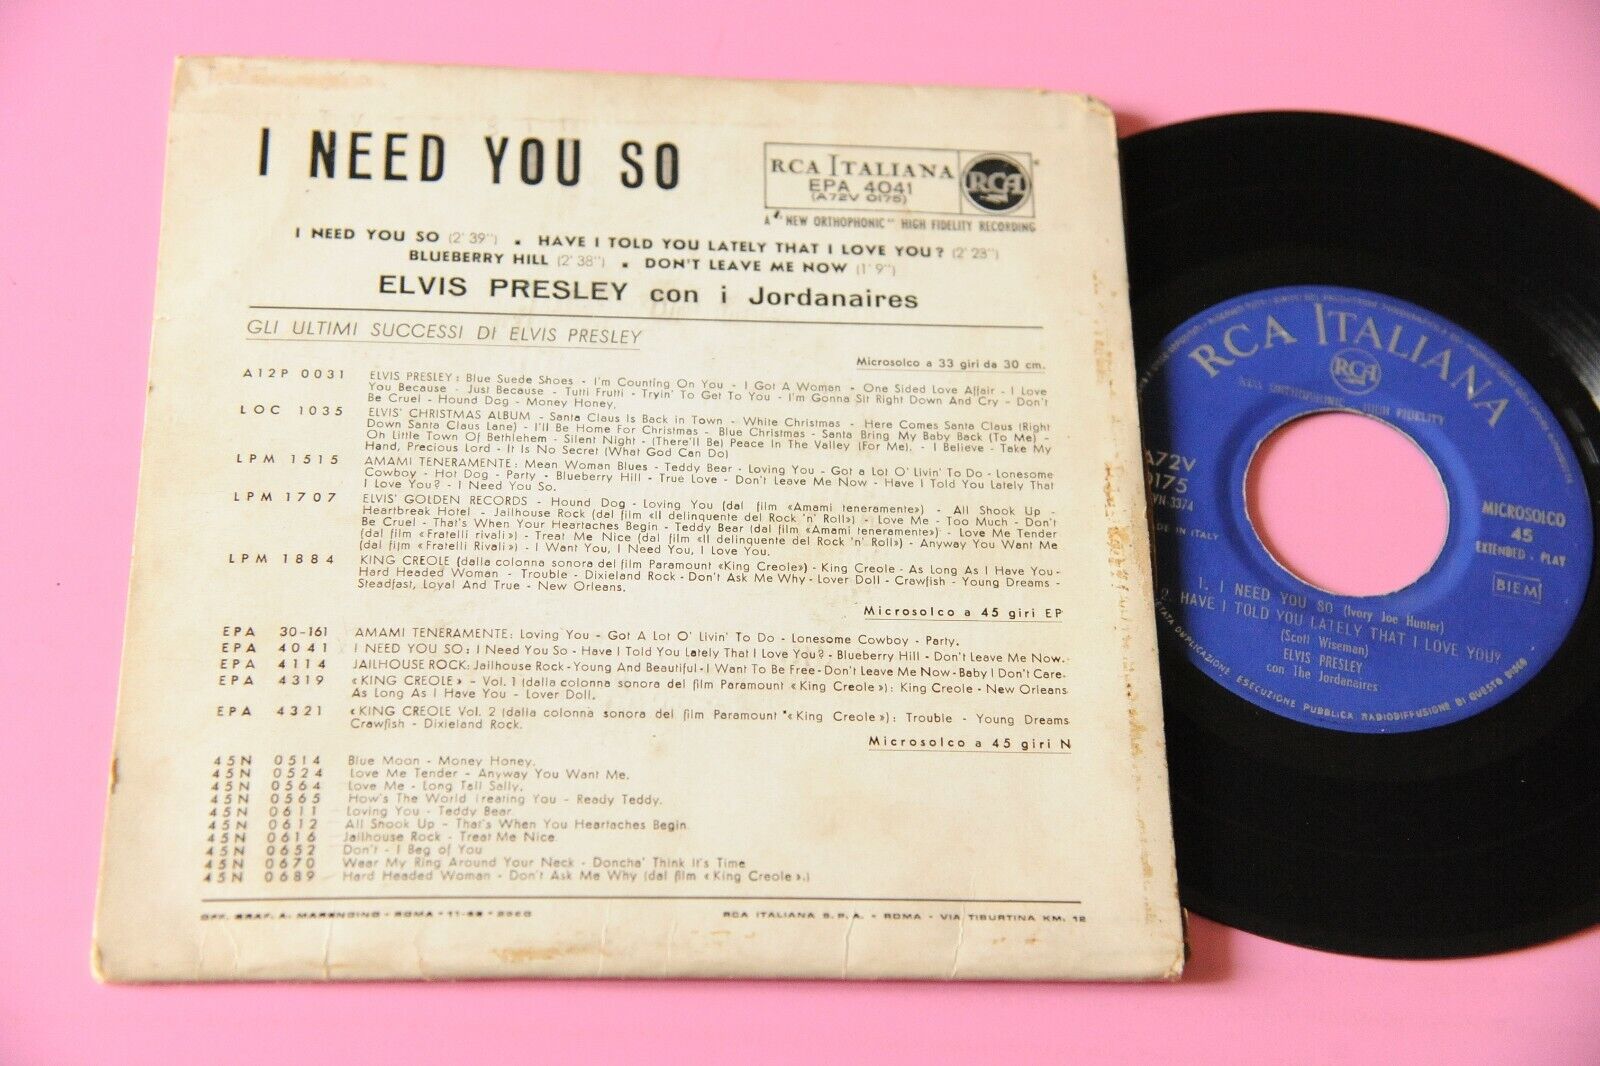 I NEED YOU SO
RCA ITALIANA
EPA 4041
(A72V 0175)
RCA
A "NEW ORTHOPHONIC" HIGH FIDELITY RECORDING
I NEED YOU SO (2' 39") • HAVE I TOLD YOU LATELY THAT I LOVE YOU? (2' 23")
BLUEBERRY HILL (2' 38") • DON'T LEAVE ME NOW (1' 9")
ELVIS PRESLEY con i Jordanaires
GLI ULTIMI SUCCESSI DI ELVIS PRESLEY
Microsolco a 33 giri da 30 cm.
A12P 0031 ELVIS PRESLEY: Blue Suede Shoes - I'm Counting On You - I Got A Woman - One Sided Love Affair - I Love
You Because - Just Because - Tutti Frutti - Tryin' To Get To You - I'm Gonna Sit Right Down And Cry - Don't
Be Cruel - Hound Dog - Money Honey.
LOC 1035 ELVIS' CHRISTMAS ALBUM - Santa Claus Is Back in Town - White Christmas - Here Comes Santa Claus (Right
Down Santa Claus Lane) - I'll Be Home For Christmas - Blue Christmas - Santa Bring My Baby Back (To Me) -
Oh Little Town Of Bethlehem - Silent Night - (There'll Be) Peace In The Valley (For Me). - I Believe - Take My
Hand, Precious Lord - It Is No Secret (What God Can Do)
LPM 1515 AMAMI TENERAMENTE: Mean Woman Blues - Teddy Bear - Loving You - Got a Lot O' Livin' To Do - Lonesome
Cowboy - Hot Dog - Party - Blueberry Hill - True Love - Don't Leave Me Now - Have I Told You Lately That
I Love You? - I Need You So.
LPM 1707 ELVIS' GOLDEN RECORDS - Hound Dog - Loving You (dal film «Amami teneramente») - All Shook Up -
Heartbreak Hotel - Jailhouse Rock (dal film «Il delinquente del Rock 'n' Roll») - Love Me - Too Much - Don't
Be Cruel - That's When Your Heartaches Begin - Teddy Bear (dal film «Amami teneramente») - Love Me Tender
(dal film «Fratelli rivali») - Treat Me Nice (dal film «Il delinquente del Rock 'n' Roll») - Anyway You Want Me
(dal film «Fratelli Rivali») - I Want You, I Need You, I Love You.
LPM 1884 KING CREOLE (dalla colonna sonora del film Paramount «King Creole») - King Creole - As Long As I Have You -
Hard Headed Woman - Trouble - Dixieland Rock - Don't Ask Me Why - Lover Doll - Crawfish - Young Dreams -
Steadfast, Loyal And True - New Orleans.
Microsolco a 45 giri EP
EPA 30-161 AMAMI TENERAMENTE: Loving You - Got A Lot O' Livin' To Do - Lonesome Cowboy - Party.
EPA 4041 I NEED YOU SO: I Need You So - Have I Told You Lately That I Love You? - Blueberry Hill - Don't Leave Me Now.
EPA 4114 JAILHOUSE ROCK: Jailhouse Rock - Young And Beautiful - I Want To Be Free - Don't Leave Me Now - Baby I Don't Care.
EPA 4319 «KING CREOLE» - Vol. 1 (dalla colonna sonora del film Paramount «King Creole»): King Creole - New Orleans
As Long As I Have You - Lover Doll.
EPA 4321 «KING CREOLE Vol. 2 (dalla colonna sonora del film Paramount "«King Creole»): Trouble - Young Dreams
Crawfish - Dixieland Rock.
Microsolco a 45 giri N
45N 0514 Blue Moon - Money Honey.
45N 0524 Love Me Tender - Anyway You Want Me.
45N 0564 Love Me - Long Tall Sally.
45N 0565 How's The World Treating You - Ready Teddy.
45N 0611 Loving You - Teddy Bear
45N 0612 All Shook Up - That's When You Heartaches Begin
45N 0616 Jailhouse Rock - Treat Me Nice
45N 0652 Don't - I Beg of You
45N 0670 Wear My Ring Around Your Neck - Doncha' Think It's Time
45N 0689 Hard Headed Woman - Don't Ask Me Why (dal film «King Creole».)
OFF. GRAF. A. MARENGINO - ROMA
RCA ITALIANA S.P.A. - ROMA - VIA TIBURTINA KM. 12
RCA ITALIANA
RCA
NEW ORTHOPHONIC HIGH FIDELITY
A72V
0175
3374
MADE IN ITALY
MICROSOLCO
45
EXTENDED - PLAY
BIEM
1. I NEED YOU SO (Ivory Joe Hunter)
2. HAVE I TOLD YOU LATELY THAT I LOVE YOU?
(Scott Wiseman)
ELVIS PRESLEY
con The Jordanaires
DUPLICAZIONE ESECUZIONE PUBBLICA RADIODIFFUSIONE DI QUESTO DISCO